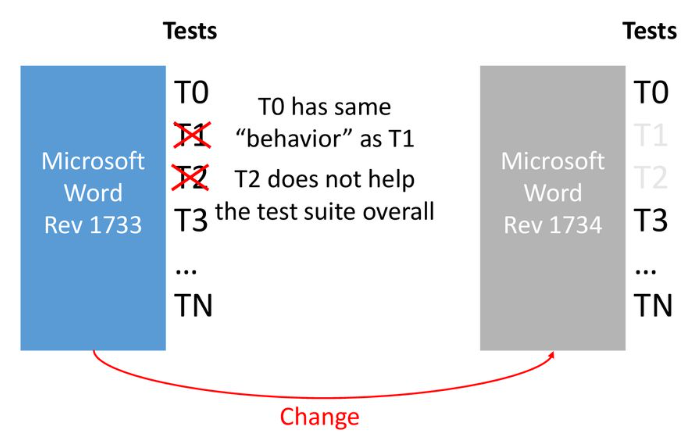 Tests
Tests
Microsoft
Word
Rev 1733
T0
T1
T2
T3
...
TN
T0 has same
“behavior” as T1
T2 does not help
the test suite overall
Microsoft
Word
Rev 1734
T0
T1
T2
T3
...
TN
Change